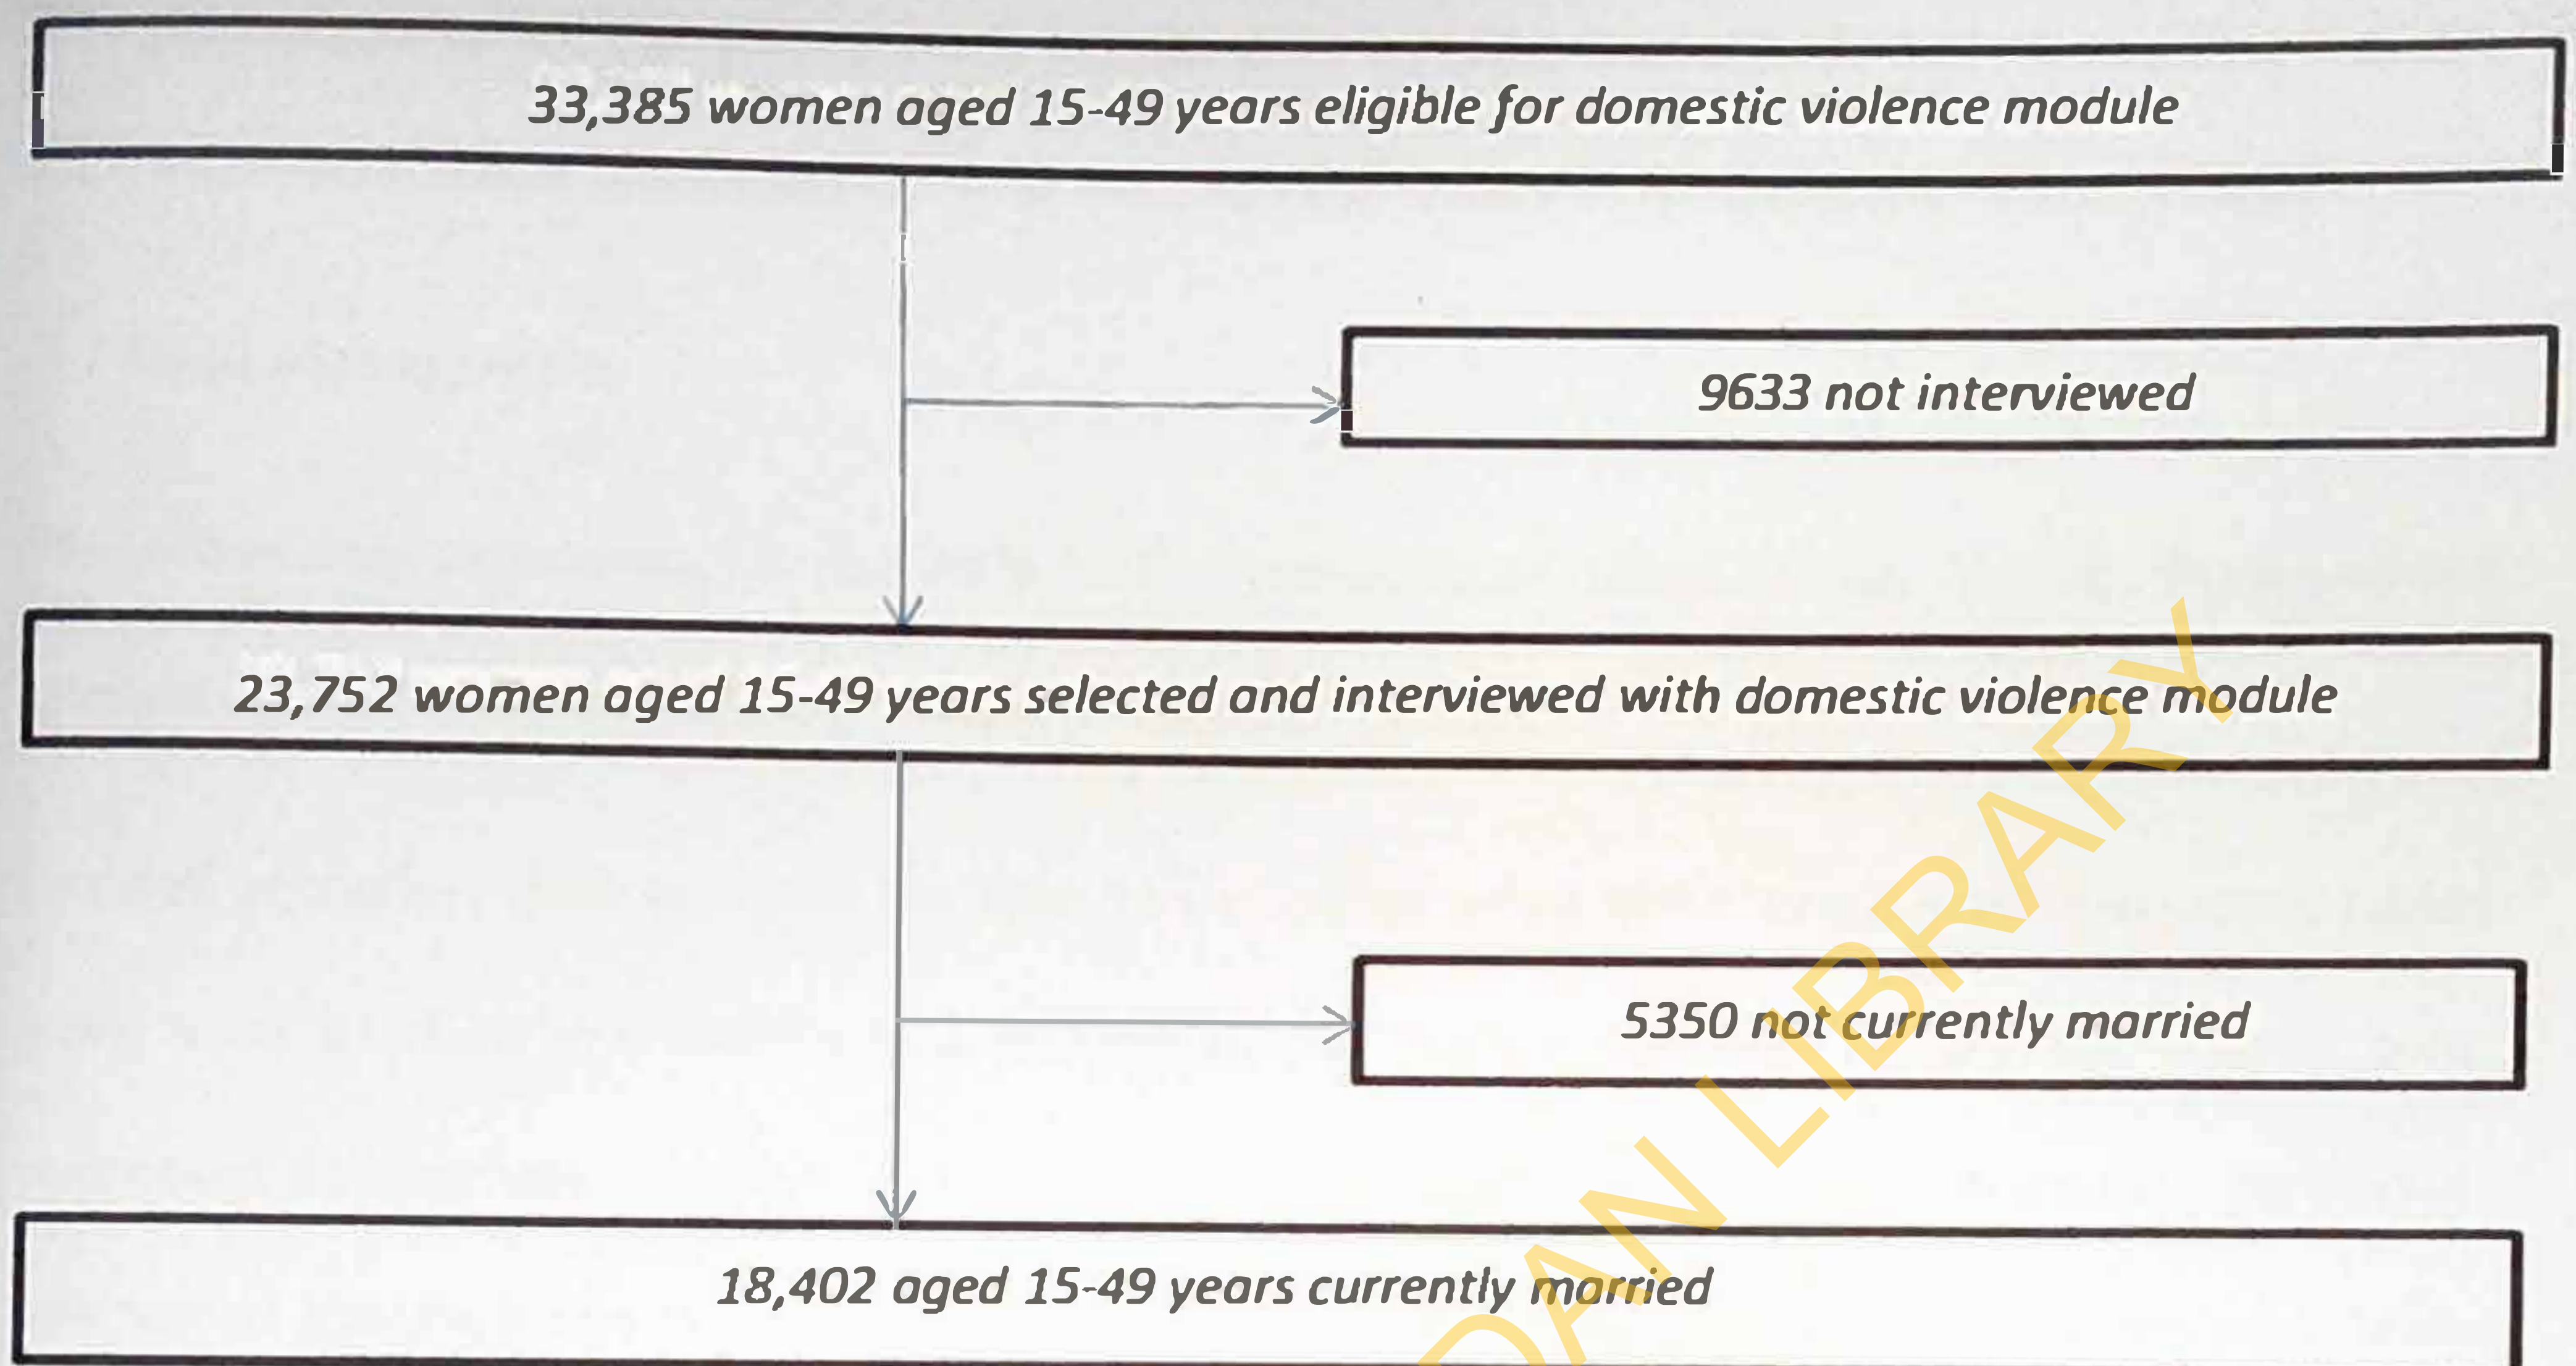 33,385 women aged 15-49 years eligible for domestic violence module
9633 not interviewed
23,752 women aged 15-49 years selected and interviewed with domestic violence module
5350 not currently married
18,402 aged 15-49 years currently married
DAN LIBRARY